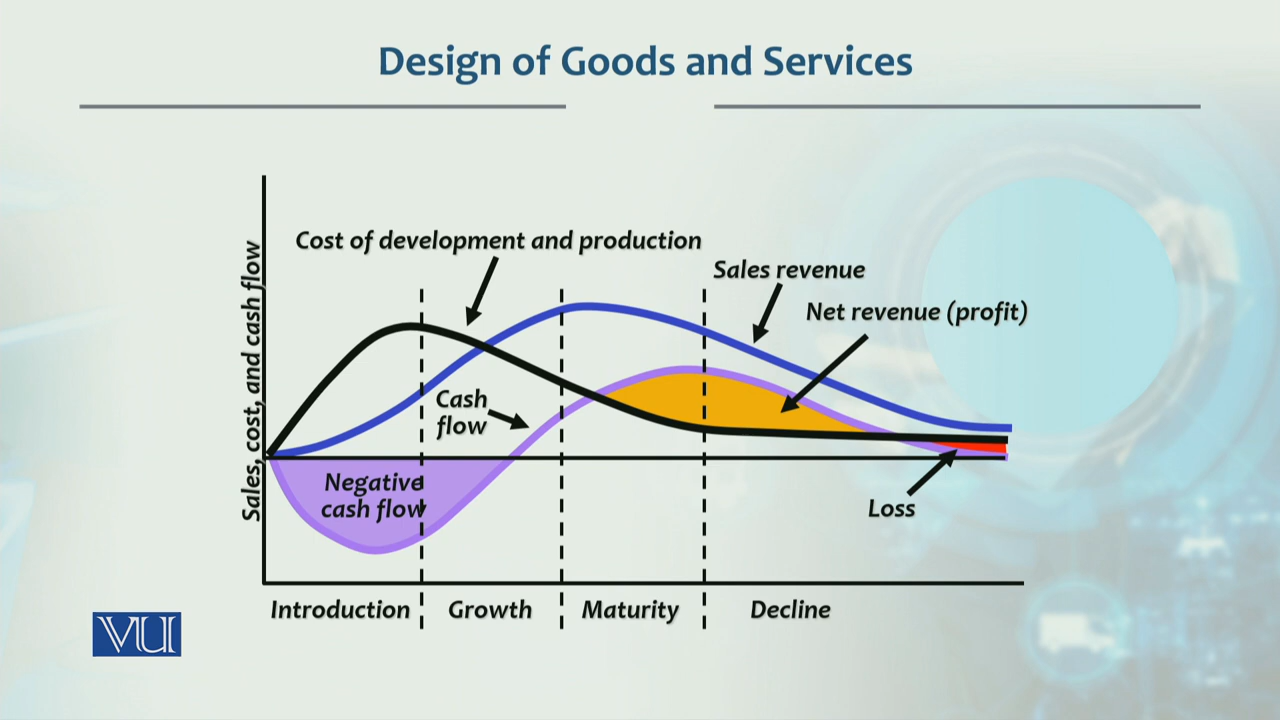 Design of Goods and Services
Sales, cost, and cash flow
Cost of development and production
Sales revenue
Net revenue (profit)
Cash
flow
Negative
cash flow
Loss
Introduction
Growth
Maturity
Decline
VU